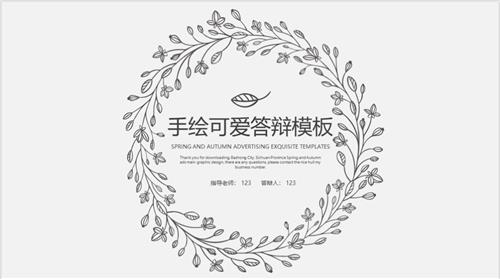 手绘可爱答辩模板
SPRING AND AUTUMN ADVERTISING EXQUISITE TEMPLATES
Thank you for downloading, Dazhong City, Sichuan Province Spring and Autumn
ads main graphic design, there are any questions, please contact the rice hull my
business number.
指导老师： 123 答辩人：123